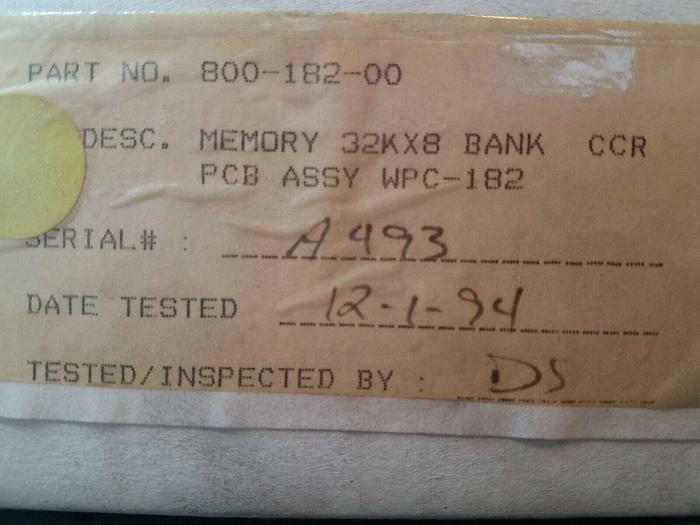 PART NO. 800-182-00
DESC. MEMORY 32KX8 BANK CCR
PCB ASSY WPC-182
SERIAL# : A493
DATE TESTED 12-1-94
TESTED/INSPECTED BY : DS